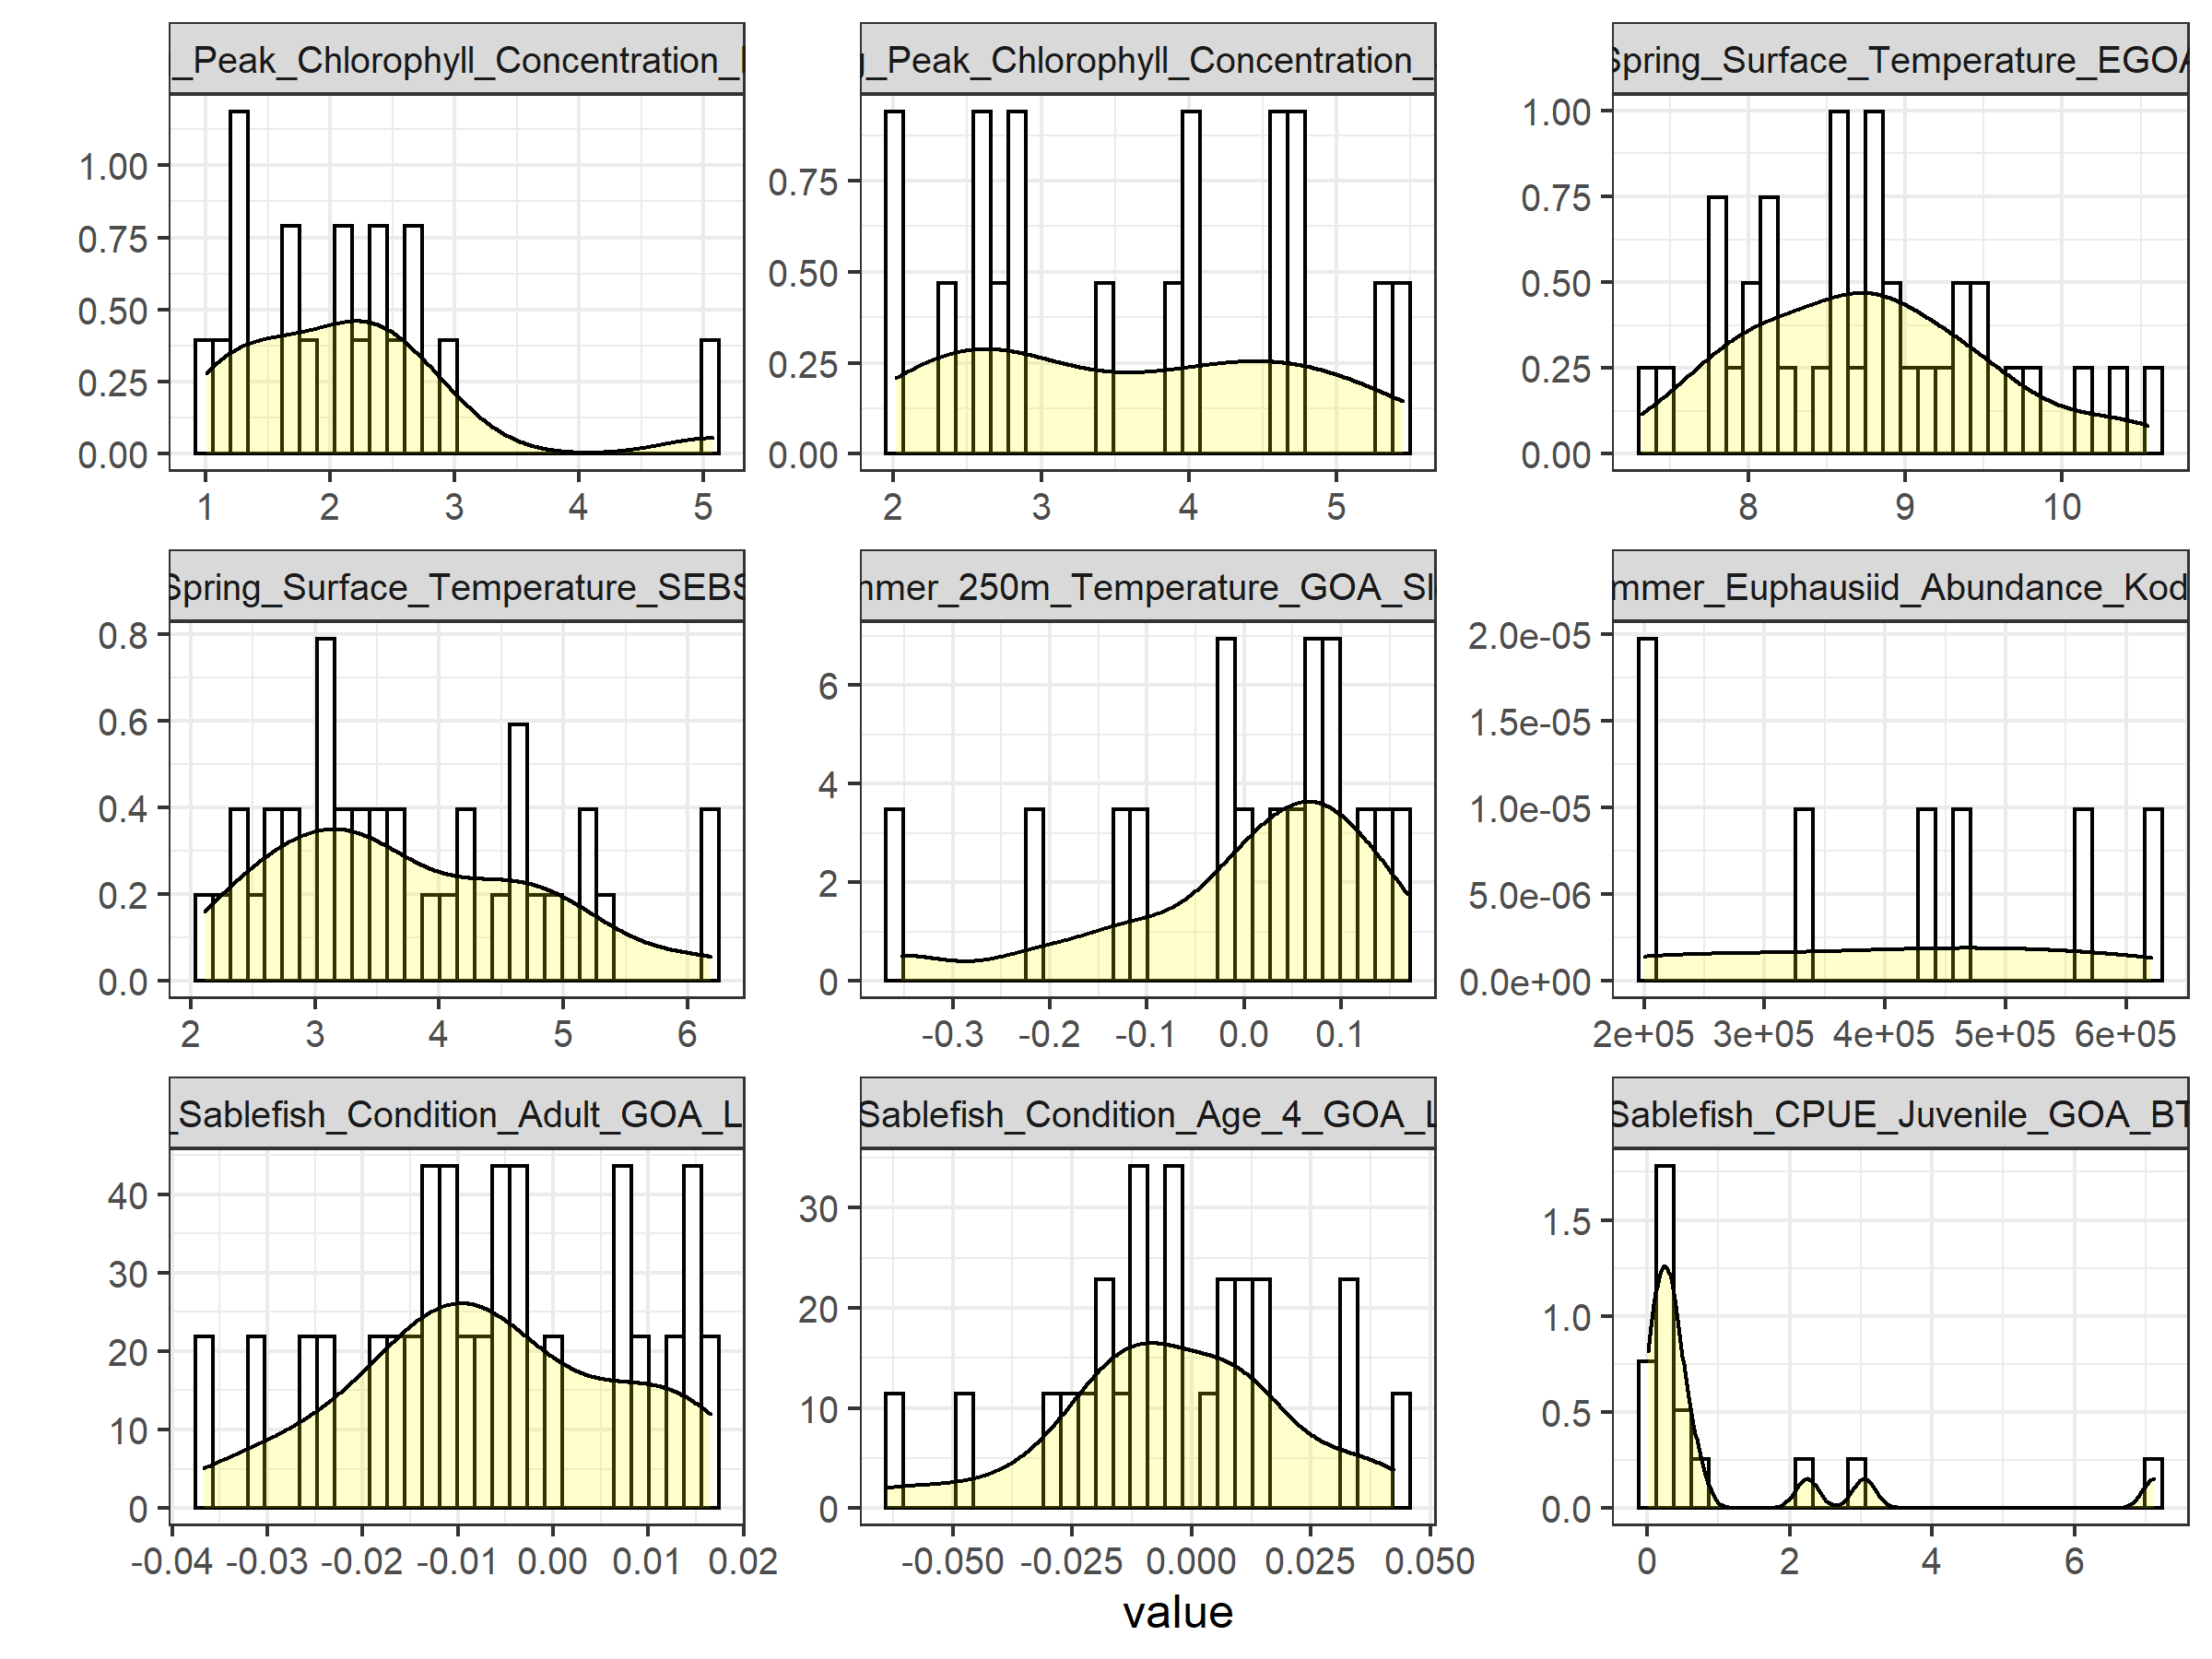 _Peak_Chlorophyll_Concentration_
_Peak_Chlorophyll_Concentration_
Spring_Surface_Temperature_EGOA
1.00
0.75
0.50
0.25
0.00
1 2 3 4 5
0.75
0.50
0.25
0.00
2 3 4 5
1.00
0.75
0.50
0.25
0.00
8 9 10
Spring_Surface_Temperature_SEBS
mmer_250m_Temperature_GOA_Sl
mmer_Euphausiid_Abundance_Kod
0.8
0.6
0.4
0.2
0.0
2 3 4 5 6
6
4
2
0
-0.3 -0.2 -0.1 0.0 0.1
2.0e-05
1.5e-05
1.0e-05
5.0e-06
0.0e+00
2e+05 3e+05 4e+05 5e+05 6e+05
_Sablefish_Condition_Adult_GOA_L
Sablefish_Condition_Age_4_GOA_L
Sablefish_CPUE_Juvenile_GOA_BT
40
30
20
10
0
-0.04 -0.03 -0.02 -0.01 0.00 0.01 0.02
30
20
10
0
-0.050 -0.025 0.000 0.025 0.050
1.5
1.0
0.5
0.0
0 2 4 6
value